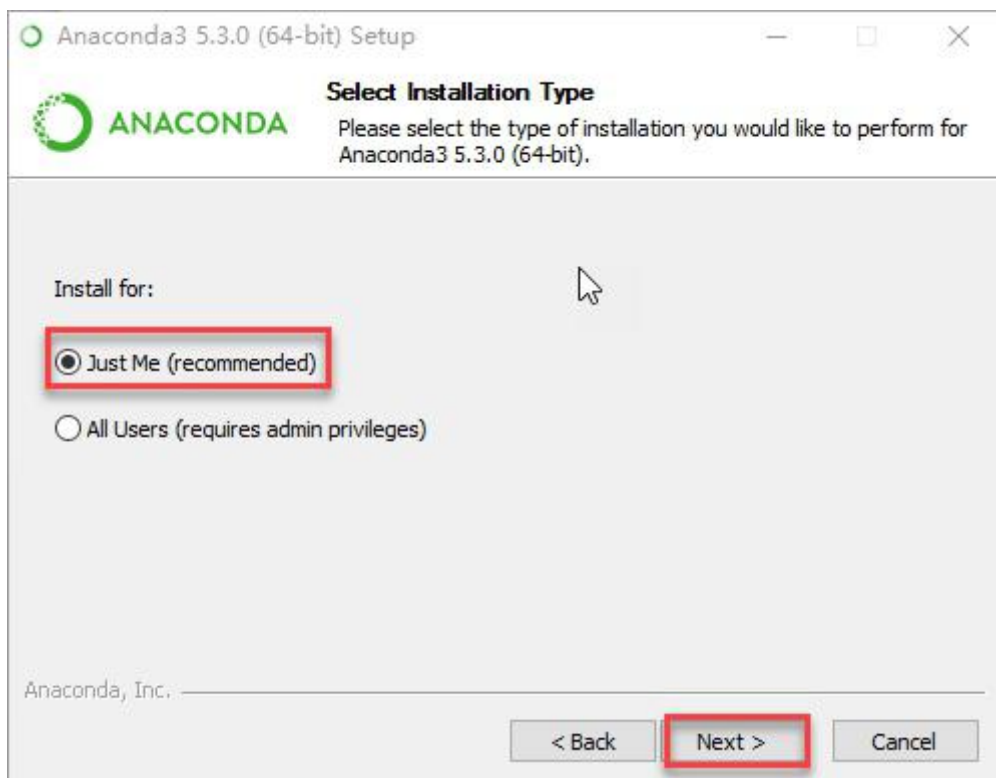 Anaconda3 5.3.0 (64-bit) Setup
ANACONDA
Select Installation Type
Please select the type of installation you would like to perform for
Anaconda3 5.3.0 (64-bit).
Install for:
Just Me (recommended)
All Users (requires admin privileges)
Anaconda, Inc.
< Back
Next >
Cancel